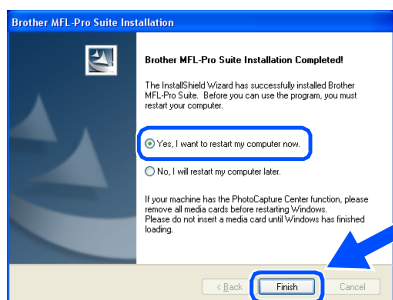 Brother MFL-Pro Suite Installation
Brother MFL-Pro Suite Installation Completed!
The InstallShield Wizard has successfully installed Brother
MFL-Pro Suite. Before you can use the program, you must
restart your computer.
Yes, I want to restart my computer now.
No, I will restart my computer later.
If your machine has the PhotoCapture Center function, please
remove all media cards before restarting Windows.
Please do not insert a media card until Windows has finished
loading.
< Back Finish Cancel